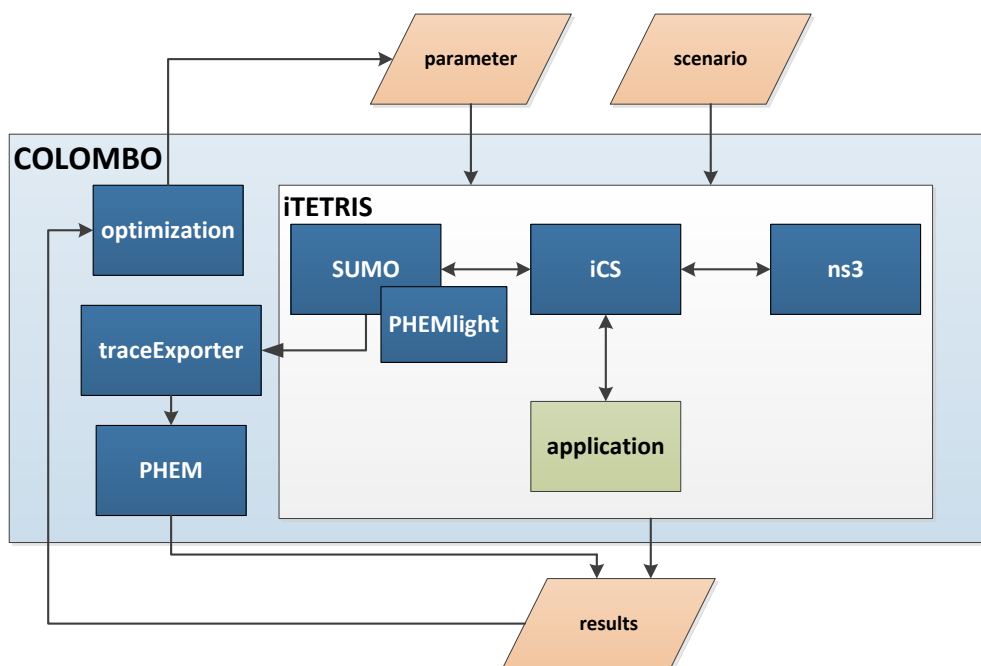 parameter
scenario
COLOMBO
iTETRIS
optimization
SUMO
iCS
ns3
PHEMlight
traceExporter
application
PHEM
results